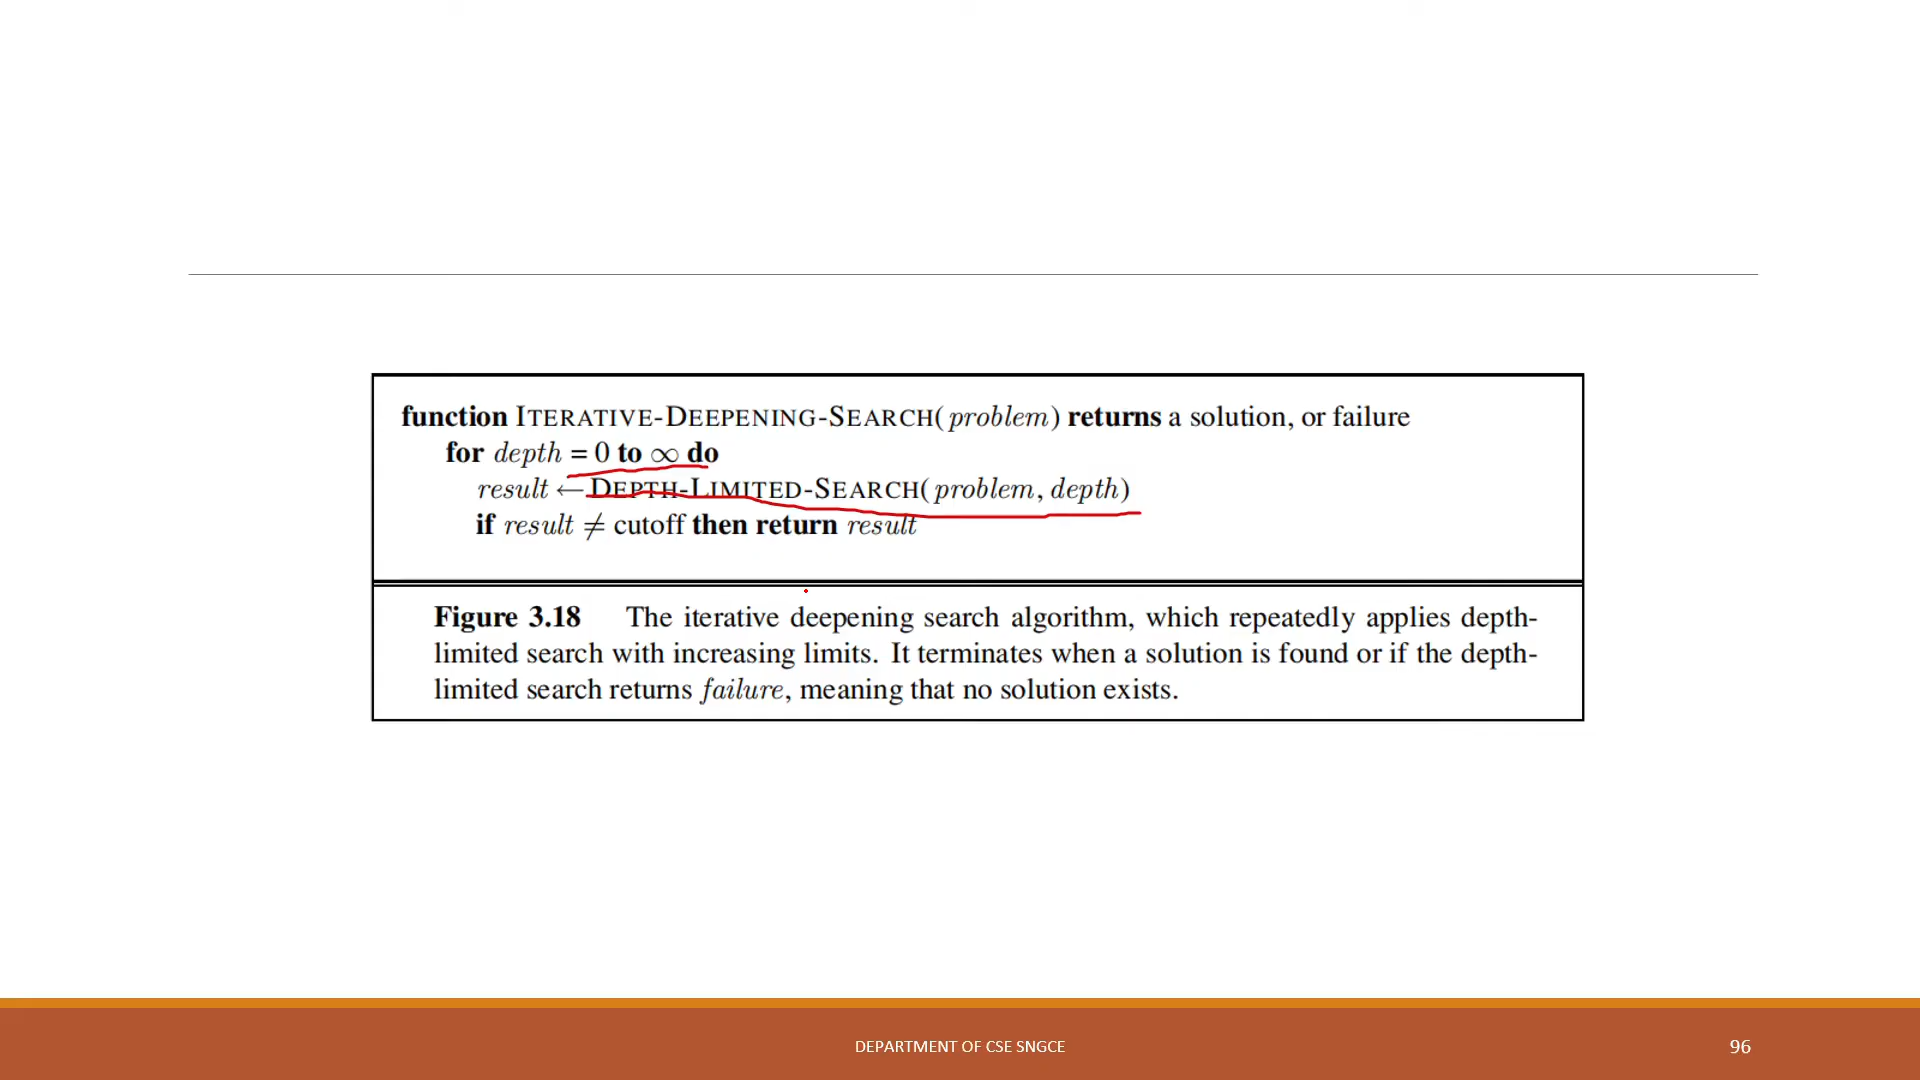 function ITERATIVE-DEEPENING-SEARCH(problem) returns a solution, or failure
for depth = 0 to ∞ do
result ← DEPTH-LIMITED-SEARCH(problem, depth)
if result ≠ cutoff then return result
Figure 3.18 The iterative deepening search algorithm, which repeatedly applies depth-
limited search with increasing limits. It terminates when a solution is found or if the depth-
limited search returns failure, meaning that no solution exists.
DEPARTMENT OF CSE SNGCE
96